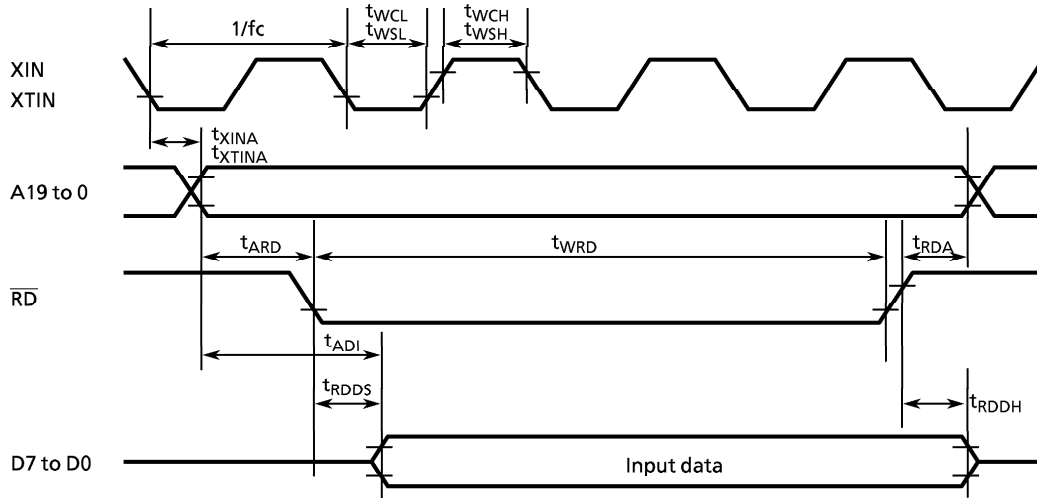 1/fc
tWCL
tWSL
tWCH
tWSH
XIN
XTIN
tXINA
tXTINA
A19 to 0
tARD
tWRD
tRDA
RD
tADI
tRDDS
tRDDH
D7 to D0
Input data